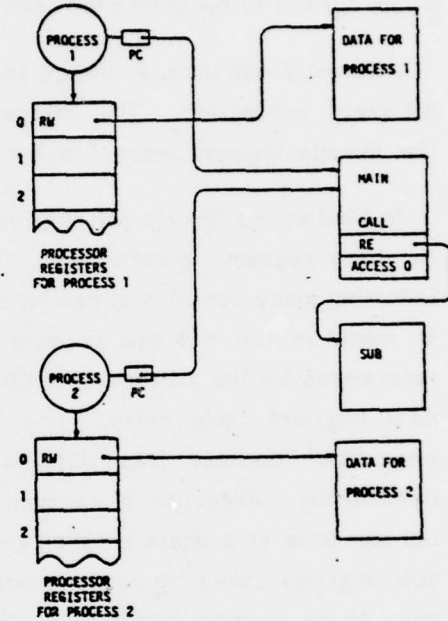 PROCESS
1
PC
DATA FOR
PROCESS 1
0 RW
1
2
PROCESSOR
REGISTERS
FOR PROCESS 1
MAIN
CALL
RE
ACCESS 0
SUB
PROCESS
2
PC
0 RW
1
2
DATA FOR
PROCESS 2
PROCESSOR
REGISTERS
FOR PROCESS 2